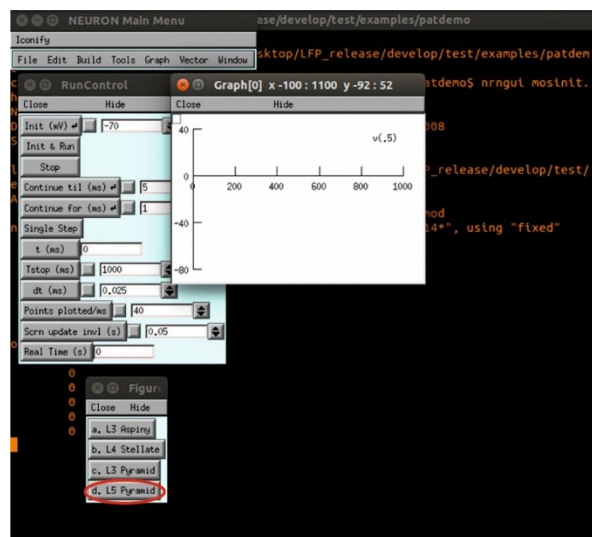 NEURON Main Menu
ase/develop/test/examples/patdemo
Iconify
File Edit Build Tools Graph Vector Window
sktop/LFP_release/develop/test/examples/patdem
RunControl
Graph[0] x -100 : 1100 y -92 : 52
atdemo$ nrngui mosinit.
Close Hide
Close Hide
Init (mV) -70
40
v(.5)
008
Init & Run
Stop
0
P_release/develop/test/
Continue til (ms) 5
0 200 400 600 800 1000
Continue for (ms) 1
mod
Single Step
-40
14*", using "fixed"
t (ms) 0
Tstop (ms) 1000
-80
dt (ms) 0.025
Points plotted/ms 40
Scrn update invl (s) 0.05
Real Time (s) 0
0
0
Figure
0
Close Hide
0
0
a. L3 Aspiny
b. L4 Stellate
c. L3 Pyramid
d. L5 Pyramid